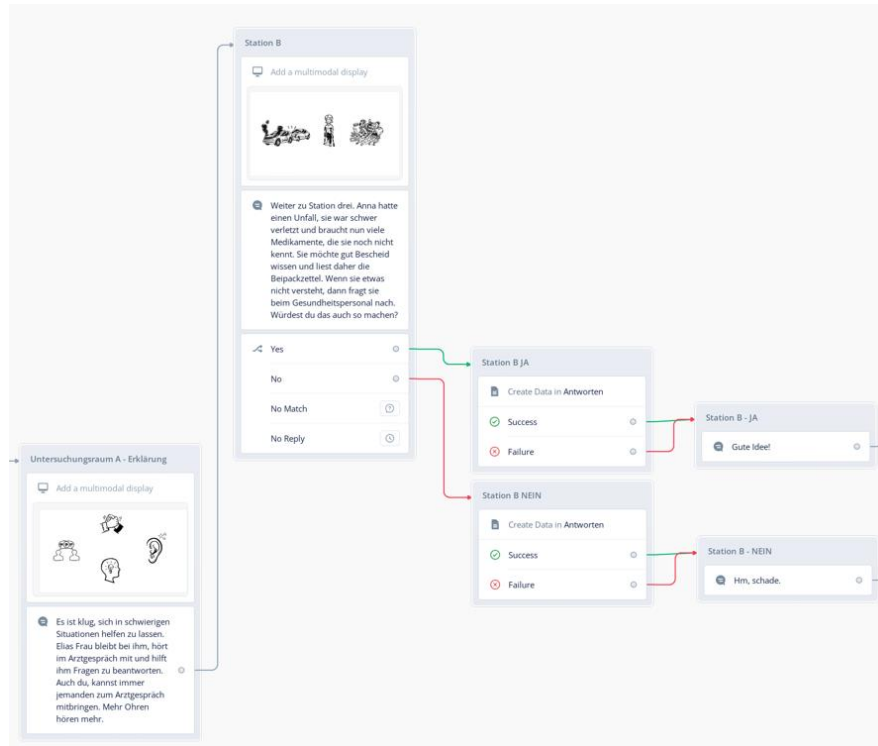 Station B
Add a multimodal display
Weiter zu Station drei. Anna hatte
einen Unfall, sie war schwer
verletzt und braucht nun viele
Medikamente, die sie noch nicht
kennt. Sie möchte gut Bescheid
wissen und liest daher die
Beipackzettel. Wenn sie etwas
nicht versteht, dann fragt sie
beim Gesundheitspersonal nach.
Würdest du das auch so machen?
Yes
No
No Match
No Reply
Station B JA
Create Data in Antworten
Success
Failure
Station B - JA
Gute Idee!
Station B NEIN
Create Data in Antworten
Success
Failure
Station B - NEIN
Hm, schade.
Untersuchungsraum A - Erklärung
Add a multimodal display
Es ist klug, sich in schwierigen
Situationen helfen zu lassen.
Elias Frau bleibt bei ihm, hört
im Arztgespräch mit und hilft
ihm Fragen zu beantworten.
Auch du, kannst immer
jemanden zum Arztgespräch
mitbringen. Mehr Ohren
hören mehr.